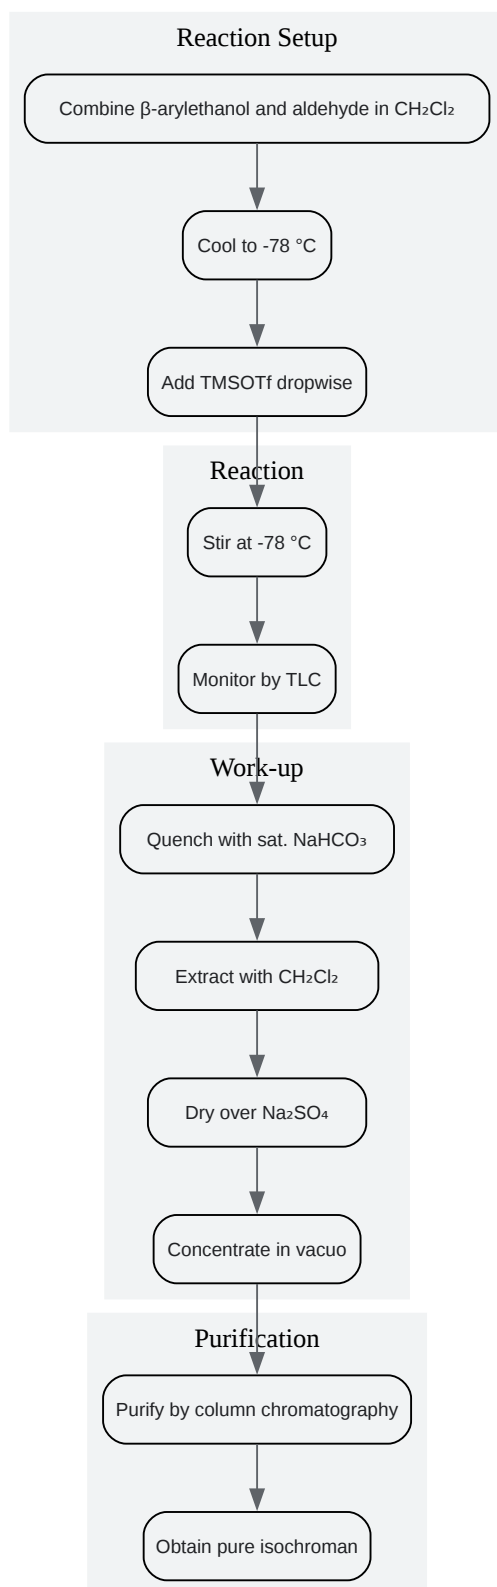 Reaction Setup
Combine β-arylethanol and aldehyde in CH₂Cl₂
Cool to -78 °C
Add TMSOTf dropwise
Reaction
Stir at -78 °C
Monitor by TLC
Work-up
Quench with sat. NaHCO₃
Extract with CH₂Cl₂
Dry over Na₂SO₄
Concentrate in vacuo
Purification
Purify by column chromatography
Obtain pure isochroman